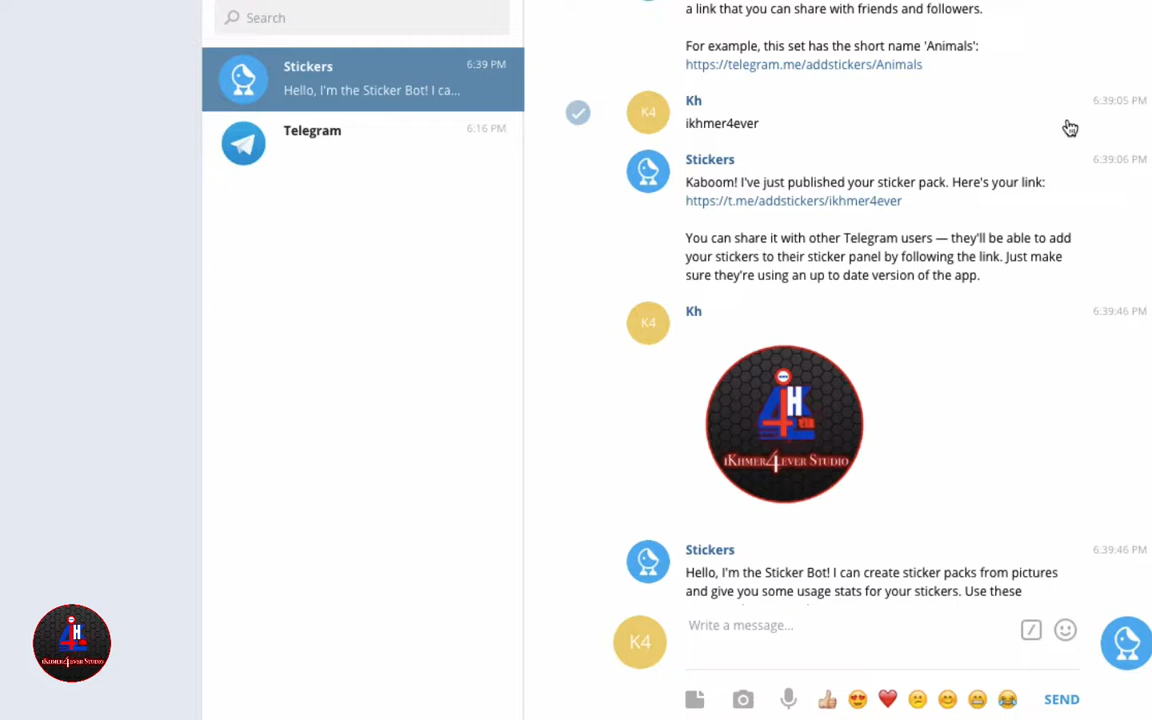 Search
Stickers
6:39 PM
Hello, I'm the Sticker Bot! I ca...
Telegram
6:16 PM
a link that you can share with friends and followers.
For example, this set has the short name 'Animals':
https://telegram.me/addstickers/Animals
K4
Kh
6:39:05 PM
ikhmer4ever
Stickers
6:39:06 PM
Kaboom! I've just published your sticker pack. Here's your link:
https://t.me/addstickers/ikhmer4ever
You can share it with other Telegram users — they'll be able to add
your stickers to their sticker panel by following the link. Just make
sure they're using an up to date version of the app.
K4
Kh
6:39:46 PM
4H
iKHMER4EVER STUDIO
Stickers
6:39:46 PM
Hello, I'm the Sticker Bot! I can create sticker packs from pictures
and give you some usage stats for your stickers. Use these
K4
Write a message...
SEND
4H
iKHMER4EVER STUDIO